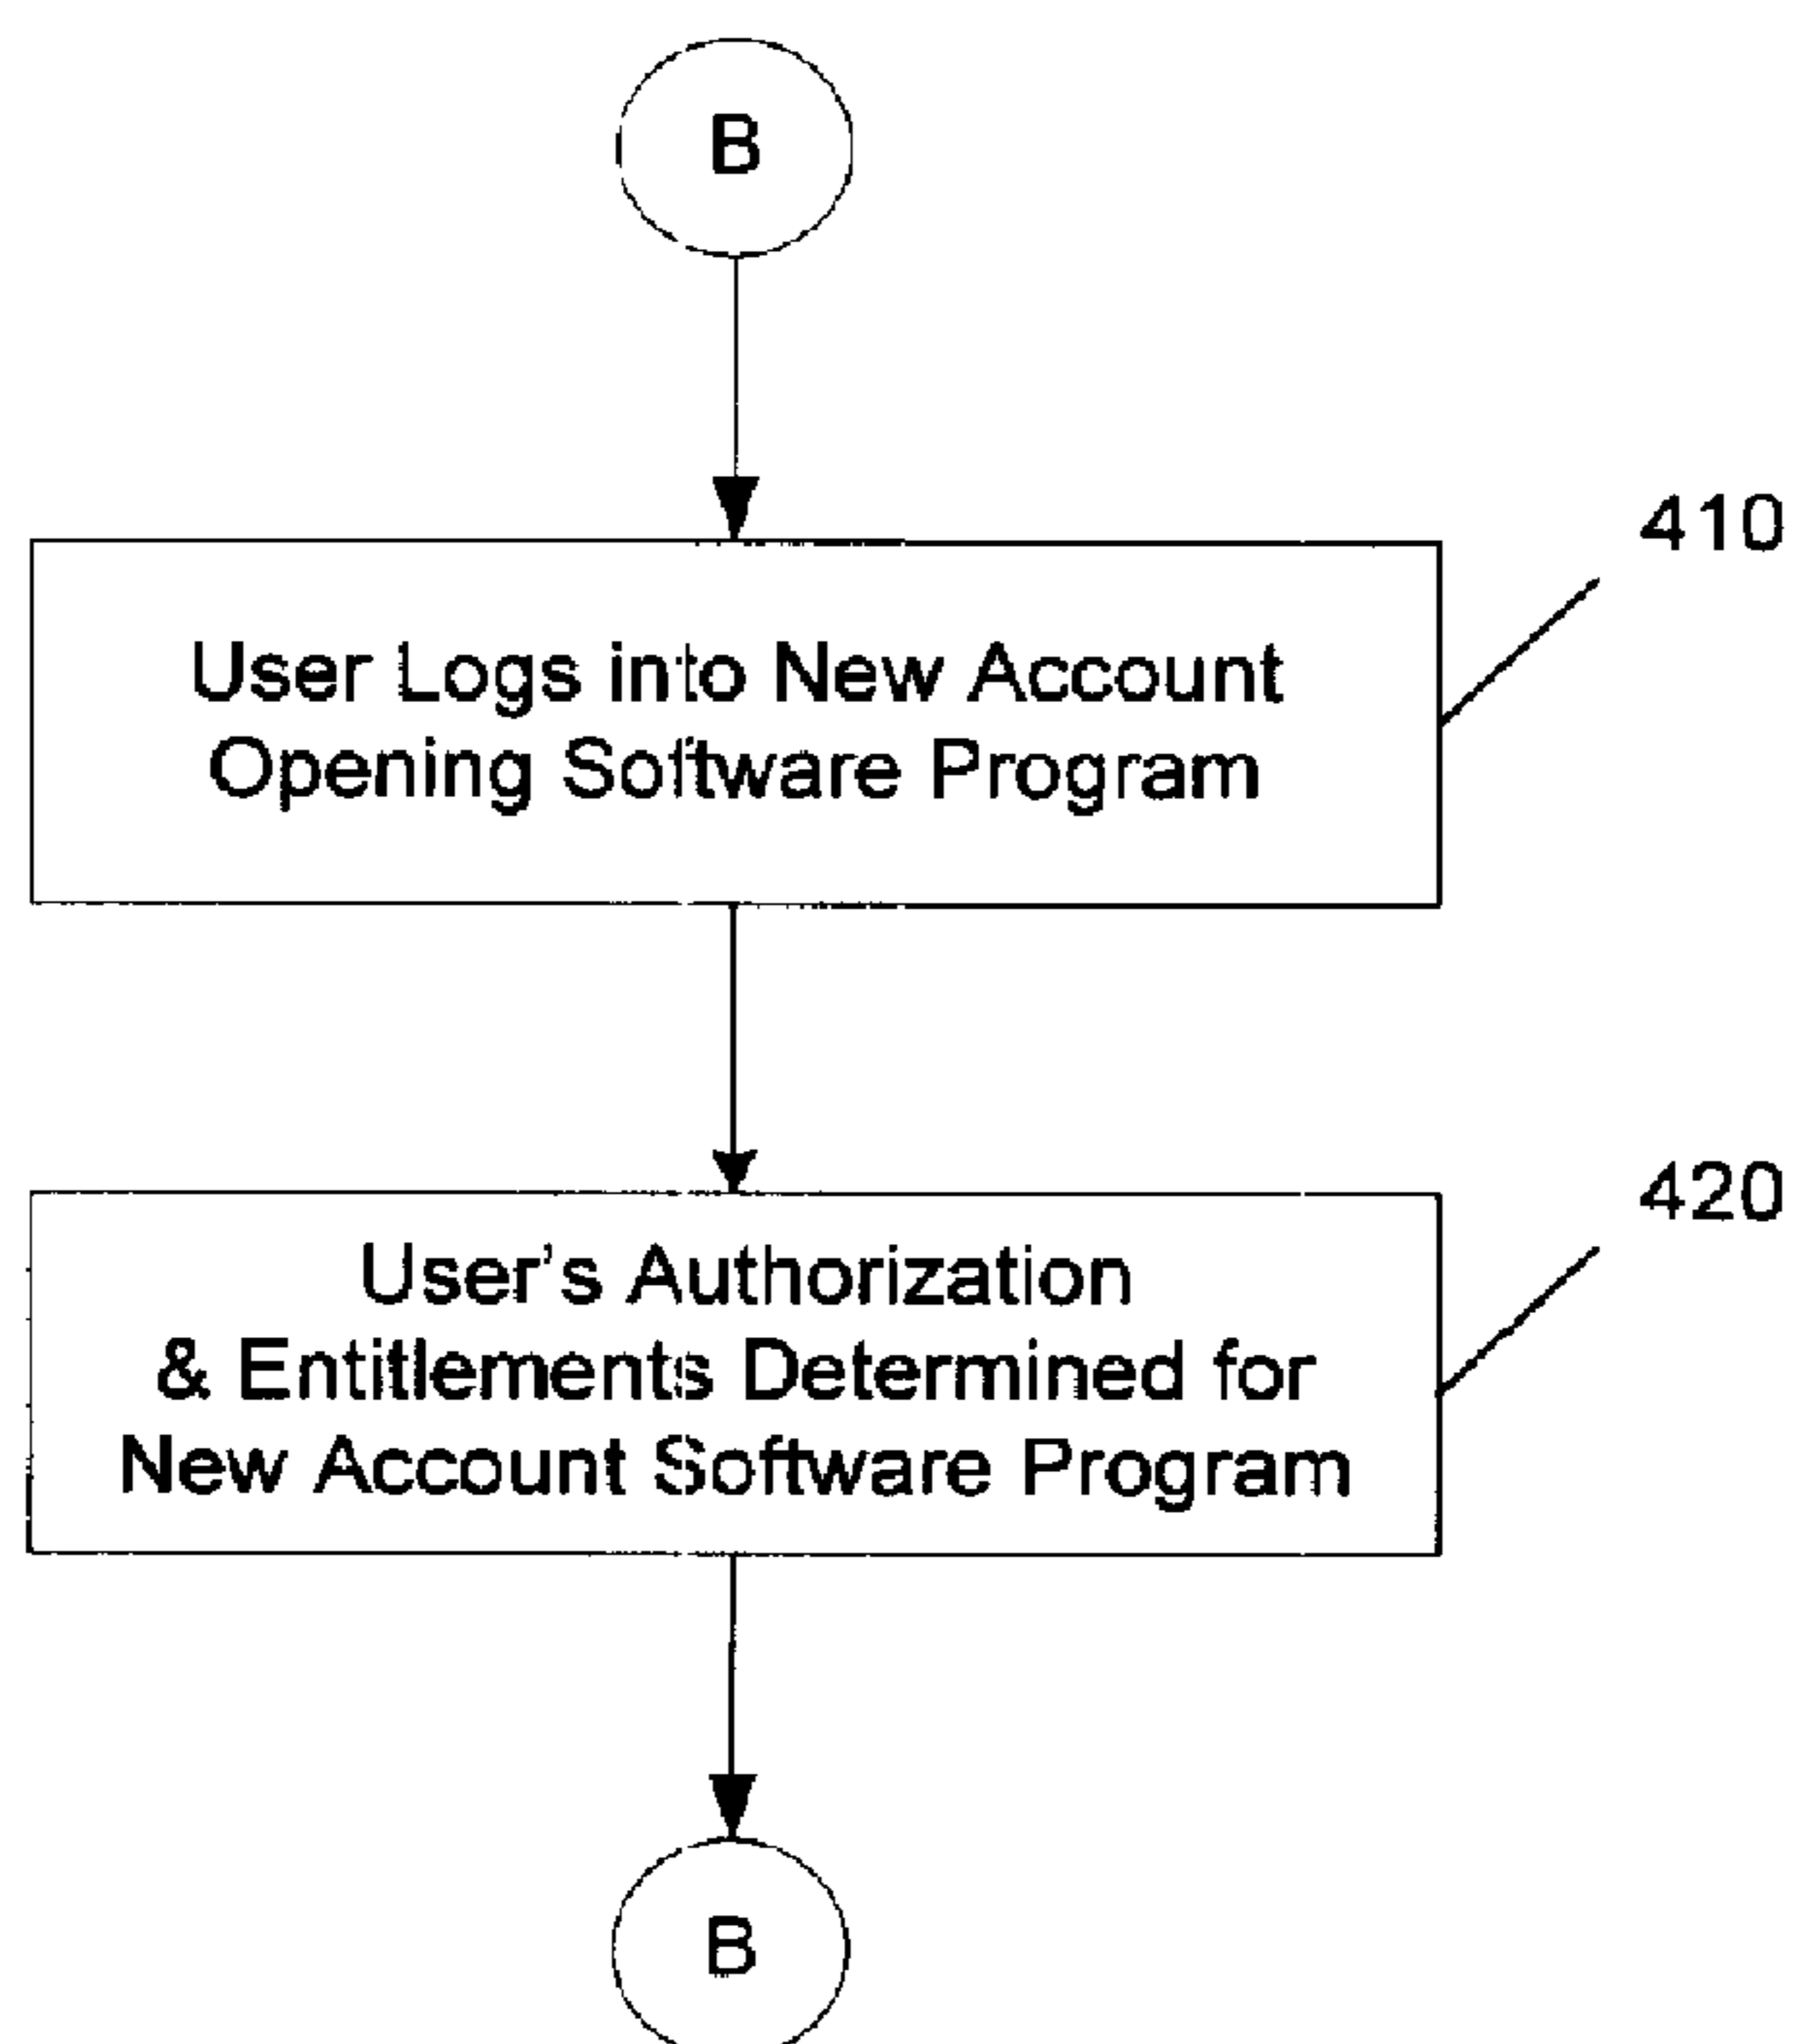 B
410
User Logs into New Account
Opening Software Program
420
User's Authorization
& Entitlements Determined for
New Account Software Program
B